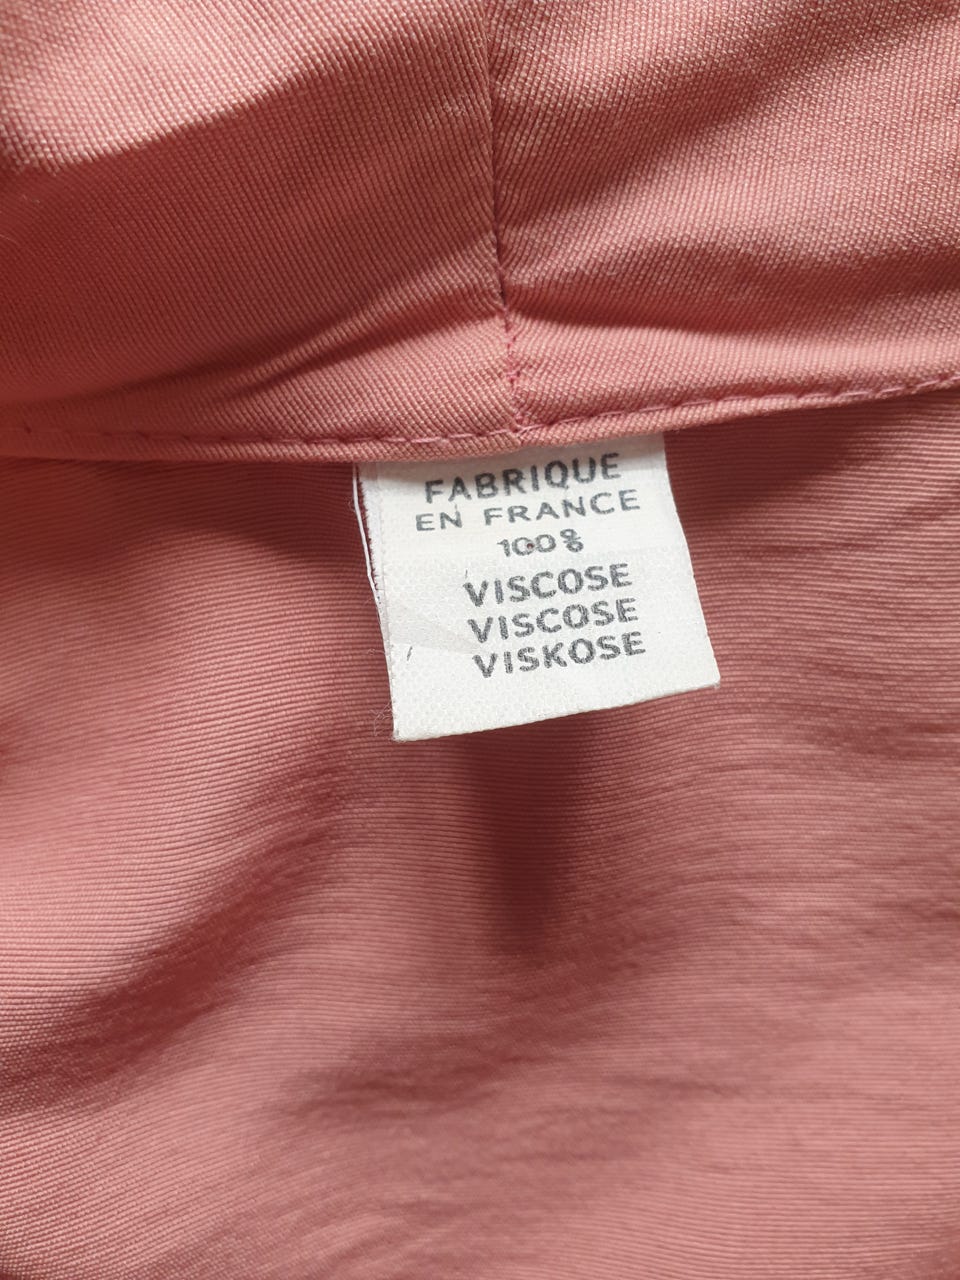 FABRIQUE
EN FRANCE
100%
VISCOSE
VISCOSE
VISKOSE